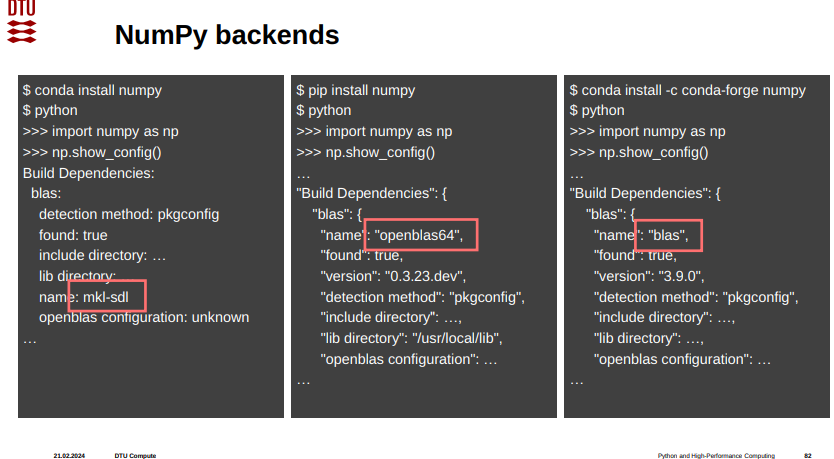 DTU
NumPy backends
$ conda install numpy
$ python
>>> import numpy as np
>>> np.show_config()
Build Dependencies:
blas:
detection method: pkgconfig
found: true
include directory: …
lib directory: …
name: mkl-sdl
openblas configuration: unknown
…
$ pip install numpy
$ python
>>> import numpy as np
>>> np.show_config()
…
"Build Dependencies": {
"blas": {
"name": "openblas64",
"found": true,
"version": "0.3.23.dev",
"detection method": "pkgconfig",
"include directory": …,
"lib directory": "/usr/local/lib",
"openblas configuration": …
…
$ conda install -c conda-forge numpy
$ python
>>> import numpy as np
>>> np.show_config()
…
"Build Dependencies": {
"blas": {
"name": "blas",
"found": true,
"version": "3.9.0",
"detection method": "pkgconfig",
"include directory": …,
"lib directory": …,
"openblas configuration": …
…
21.02.2024 DTU Compute Python and High-Performance Computing 82